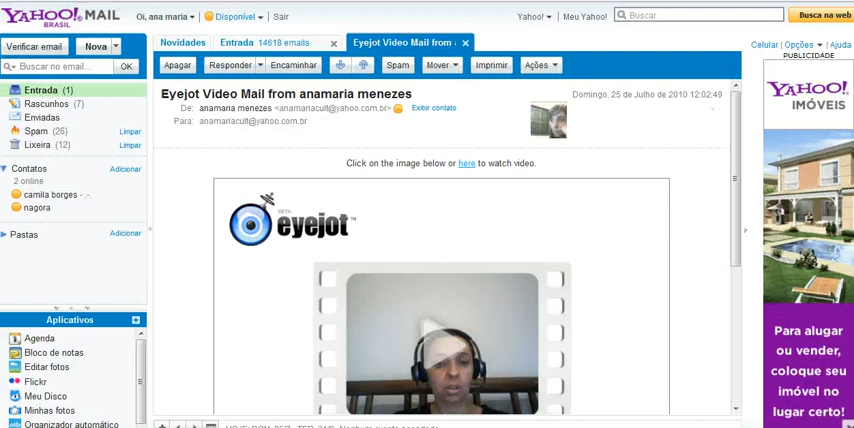 YAHOO! MAIL
BRASIL
Oi, ana maria
Disponível
Sair
Yahoo!
Meu Yahoo!
Buscar
Busca na web
Verificar email
Nova
Novidades
Entrada 14618 emails
Eyejot Video Mail from
Celular | Opções | Ajuda
PUBLICIDADE
Buscar no email...
OK
Apagar
Responder
Encaminhar
Spam
Mover
Imprimir
Ações
Entrada (1)
Rascunhos (7)
Enviadas
Spam (26)
Limpar
Lixeira (12)
Limpar
Contatos
Adicionar
2 online
camila borges - .-.
nagora
Pastas
Adicionar
Aplicativos
Agenda
Bloco de notas
Editar fotos
Flickr
Meu Disco
Minhas fotos
Organizador automático
Eyejot Video Mail from anamaria menezes
Domingo, 25 de Julho de 2010 12:02:49
De: anamaria menezes <anamariacult@yahoo.com.br>
Exibir contato
Para: anamariacult@yahoo.com.br
Click on the image below or here to watch video.
BETA
eyejot™
YAHOO!
IMÓVEIS
Para alugar
ou vender,
coloque seu
imóvel no
lugar certo!